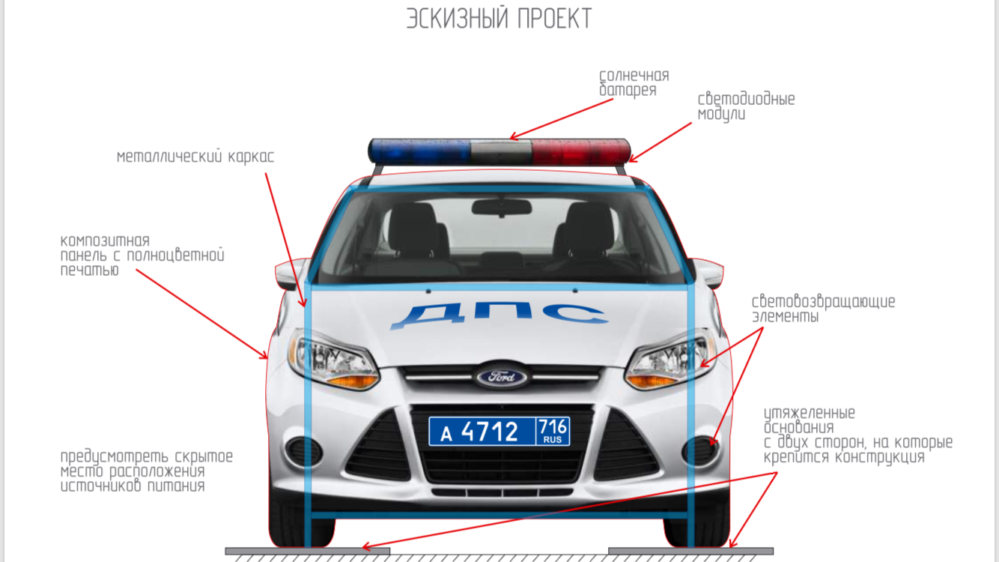 ЭСКИЗНЫЙ ПРОЕКТ
солнечная
батарея
светодиодные
модули
металлический каркас
композитная
панель с полноцветной
печатью
ДПС
световозвращающие
элементы
Ford
А 4712 716
RUS
утяжеленные
основания
с двух сторон, на которые
крепится конструкция
предусмотреть скрытое
место расположения
источников питания